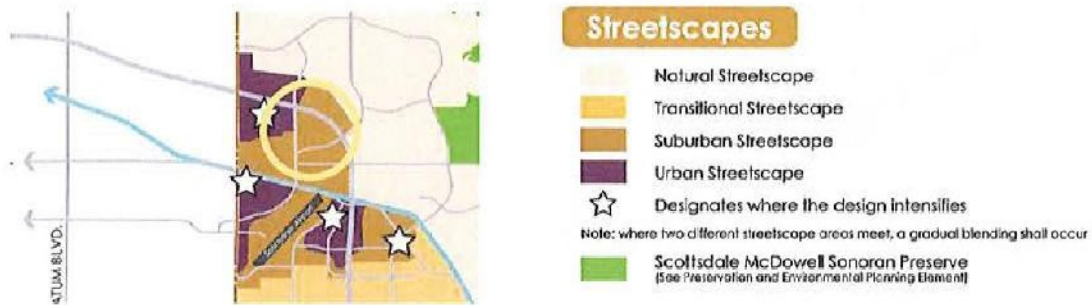 Streetscapes
Natural Streetscape
Transitional Streetscape
Suburban Streetscape
Urban Streetscape
Designates where the design intensifies
Note: where two different streetscape areas meet, a gradual blending shall occur
Scottsdale McDowell Sonoran Preserve
(See Preservation and Environmental Planning Element)
ATUM BLVD.